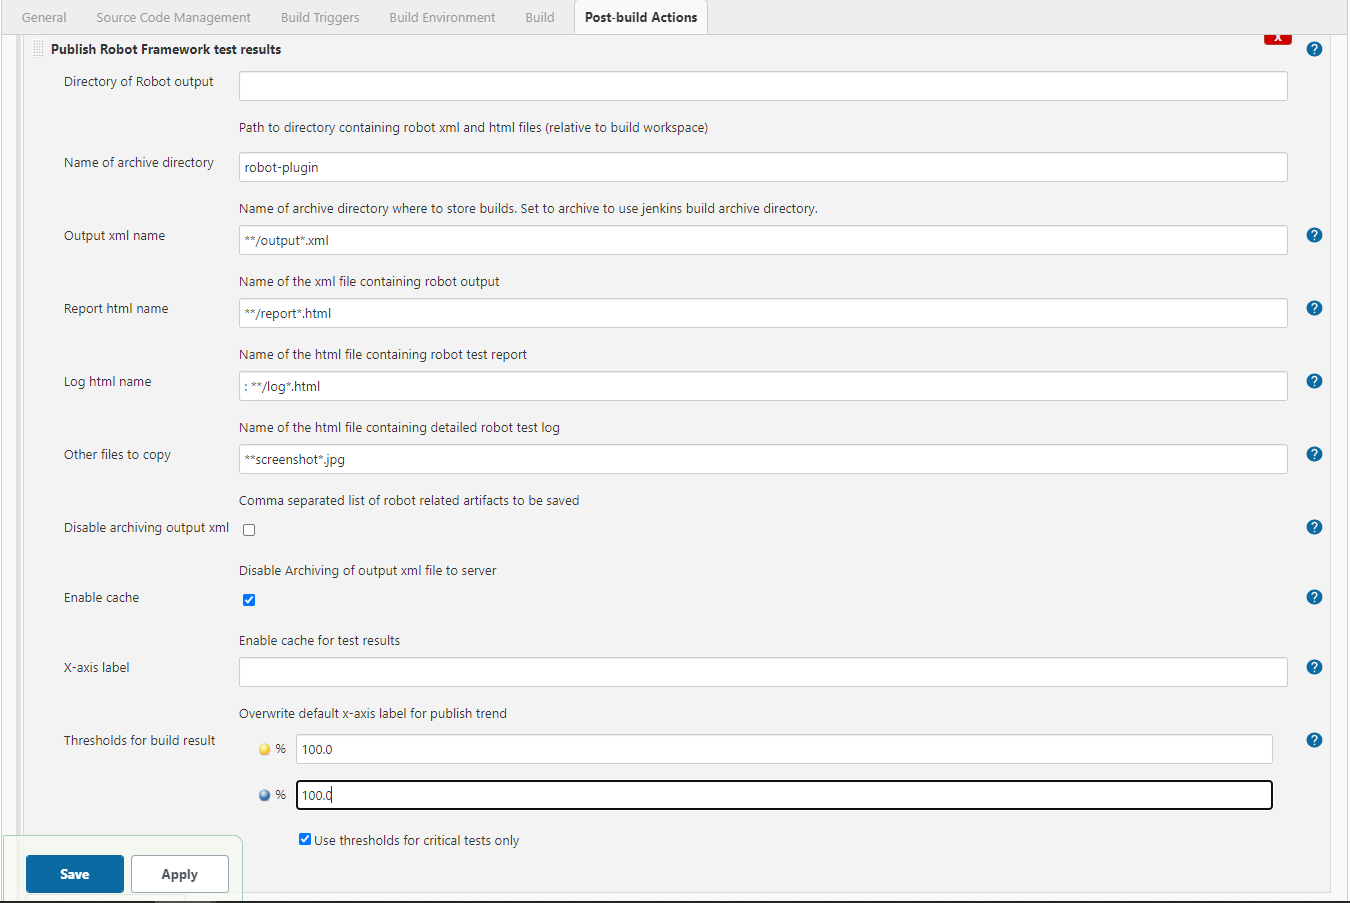 General Source Code Management Build Triggers Build Environment Build Post-build Actions
Publish Robot Framework test results
X
?
Directory of Robot output
Path to directory containing robot xml and html files (relative to build workspace)
Name of archive directory robot-plugin
Name of archive directory where to store builds. Set to archive to use jenkins build archive directory.
Output xml name **/output*.xml ?
Name of the xml file containing robot output
Report html name **/report*.html ?
Name of the html file containing robot test report
Log html name : **/log*.html ?
Name of the html file containing detailed robot test log
Other files to copy **screenshot*.jpg ?
Comma separated list of robot related artifacts to be saved
Disable archiving output xml ?
Disable Archiving of output xml file to server
Enable cache ?
Enable cache for test results
X-axis label ?
Overwrite default x-axis label for publish trend
Thresholds for build result % 100.0 ?
% 100.0
Use thresholds for critical tests only
Save Apply